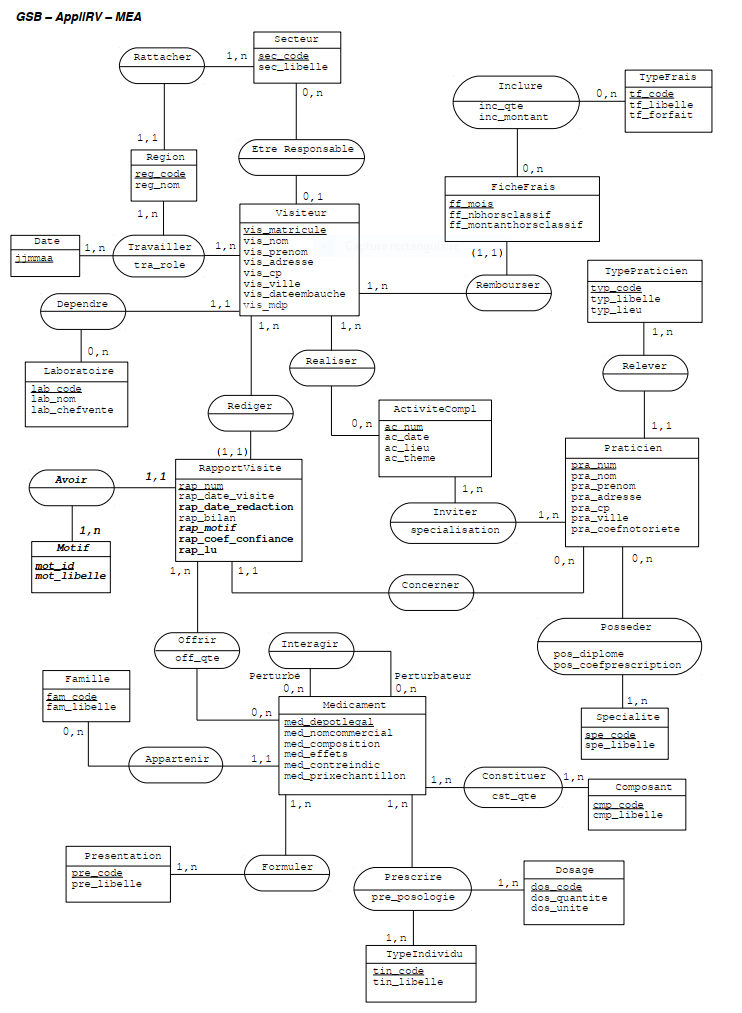 GSB – AppliRV – MEA
Secteur
sec_code
sec_libelle
Rattacher
1,n
0,n
1,1
Inclure
inc_qte
inc_montant
0,n
TypeFrais
tf_code
tf_libelle
tf_forfait
0,n
Etre Responsable
0,1
Region
reg_code
reg_nom
1,n
FicheFrais
ff_mois
ff_nbhorsclassif
ff_montanthorsclassif
(1,1)
Date
jjmmaa
1,n
Travailler
tra_role
1,n
Visiteur
vis_matricule
vis_nom
vis_prenom
vis_adresse
vis_cp
vis_ville
vis_dateembauche
vis_mdp
1,n
Rembourser
TypePraticien
typ_code
typ_libelle
typ_lieu
1,n
Dependre
1,1
0,n
1,n
1,n
Laboratoire
lab_code
lab_nom
lab_chefvente
Realiser
Relever
1,1
Rediger
(1,1)
0,n
ActiviteCompl
ac_num
ac_date
ac_lieu
ac_theme
1,n
Praticien
pra_num
pra_nom
pra_prenom
pra_adresse
pra_cp
pra_ville
pra_coefnotoriete
Avoir
1,1
1,n
RapportVisite
rap_num
rap_date_visite
rap_date_redaction
rap_bilan
rap_motif
rap_coef_confiance
rap_lu
Inviter
specialisation
1,n
Motif
mot_id
mot_libelle
1,n
1,1
Concerner
0,n
0,n
Offrir
off_qte
Interagir
Perturbe
0,n
Perturbateur
0,n
Posseder
pos_diplome
pos_coefprescription
1,n
Famille
fam_code
fam_libelle
0,n
0,n
Medicament
med_depotlegal
med_nomcommercial
med_composition
med_effets
med_contreindic
med_prixechantillon
Specialite
spe_code
spe_libelle
Appartenir
1,1
1,n
Constituer
cst_qte
1,n
Composant
cmp_code
cmp_libelle
1,n
1,n
Presentation
pre_code
pre_libelle
1,n
Formuler
Prescrire
pre_posologie
1,n
Dosage
dos_code
dos_quantite
dos_unite
1,n
TypeIndividu
tin_code
tin_libelle